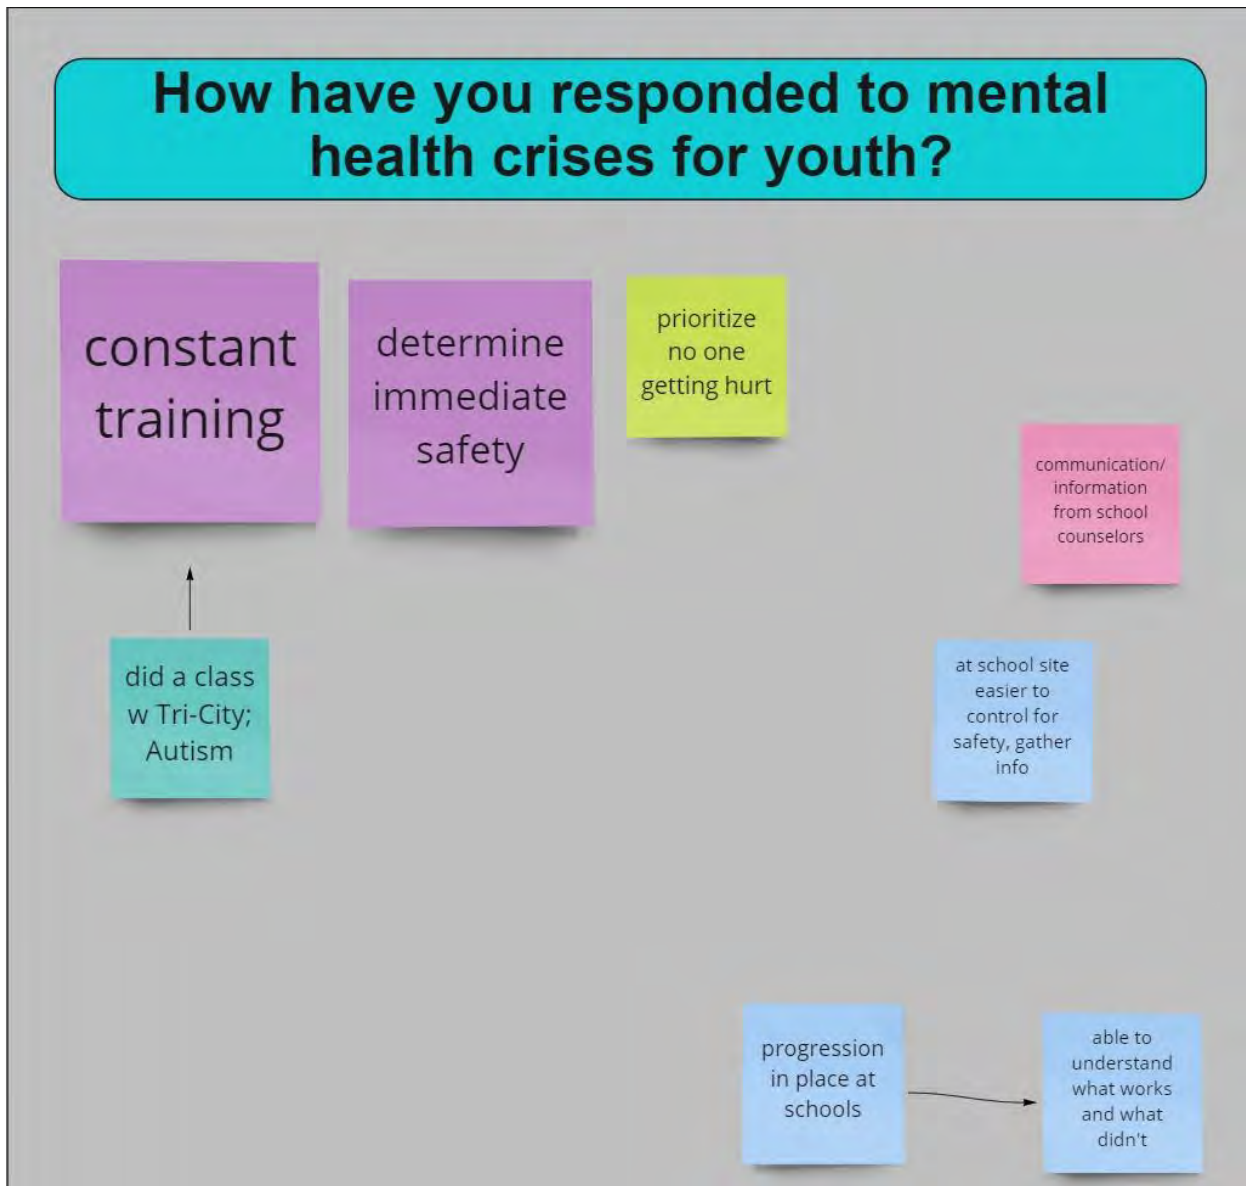 How have you responded to mental
health crises for youth?
constant
training
determine
immediate
safety
prioritize
no one
getting hurt
communication/
information
from school
counselors
did a class
w Tri-City;
Autism
at school site
easier to
control for
safety, gather
info
progression
in place at
schools
able to
understand
what works
and what
didn't